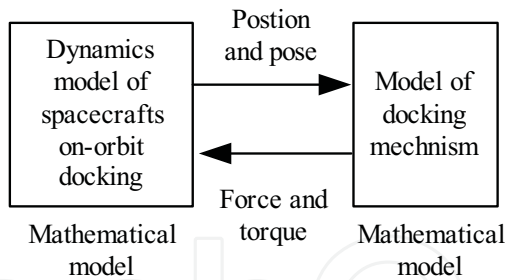 Dynamics
model of
spacecrafts
on-orbit
docking
Postion
and pose
Model of
docking
mechnism
Force and
torque
Mathematical
model
Mathematical
model